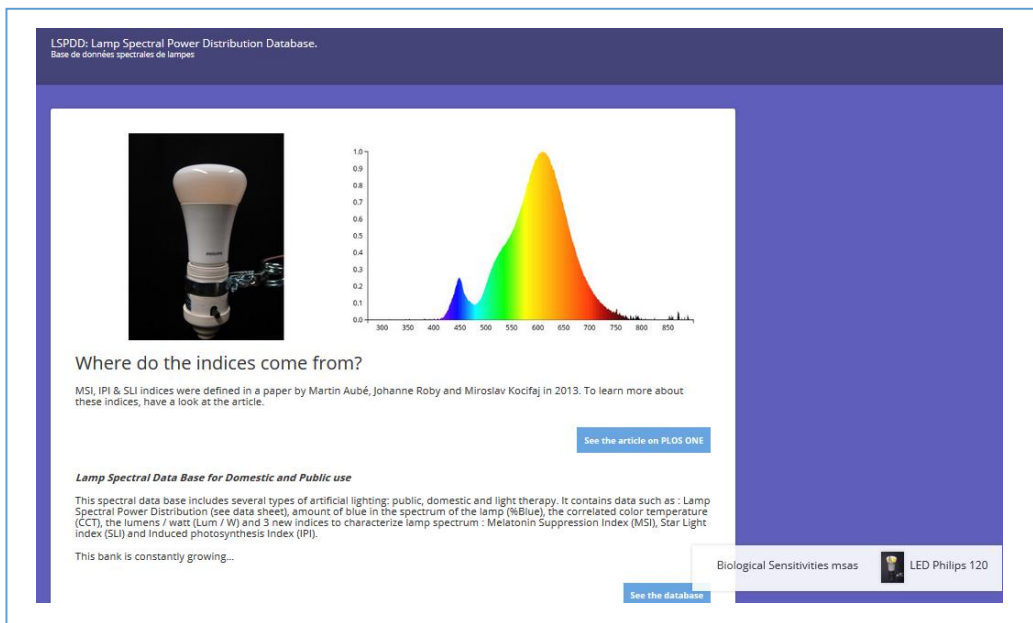 LSPDD: Lamp Spectral Power Distribution Database.
Base de données spectrales de lampes
PHILIPS
1.0
0.9
0.8
0.7
0.6
0.5
0.4
0.3
0.2
0.1
0.0
300 350 400 450 500 550 600 650 700 750 800 850
Where do the indices come from?
MSI, IPI & SLI indices were defined in a paper by Martin Aubé, Johanne Roby and Miroslav Kocifaj in 2013. To learn more about
these indices, have a look at the article.
See the article on PLOS ONE
Lamp Spectral Data Base for Domestic and Public use
This spectral data base includes several types of artificial lighting: public, domestic and light therapy. It contains data such as : Lamp
Spectral Power Distribution (see data sheet), amount of blue in the spectrum of the lamp (%Blue), the correlated color temperature
(CCT), the lumens / watt (Lum / W) and 3 new indices to characterize lamp spectrum : Melatonin Suppression Index (MSI), Star Light
index (SLI) and Induced photosynthesis Index (IPI).
This bank is constantly growing...
Biological Sensitivities msas LED Philips 120
See the database